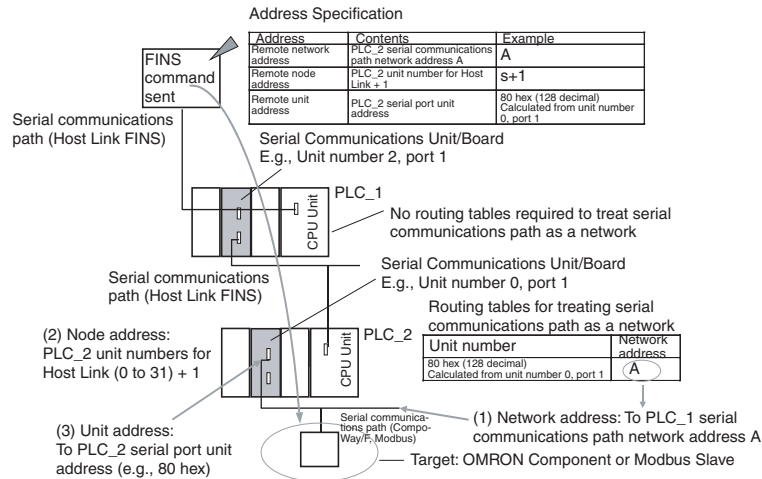 Address Specification
Address Contents Example
Remote network address PLC_2 serial communications path network address A A
Remote node address PLC_2 unit number for Host Link + 1 s+1
Remote unit address PLC_2 serial port unit address 80 hex (128 decimal) Calculated from unit number 0, port 1
FINS
command
sent
Serial communications
path (Host Link FINS)
Serial Communications Unit/Board
E.g., Unit number 2, port 1
PLC_1
CPU Unit
No routing tables required to treat serial
communications path as a network
Serial communications
path (Host Link FINS)
Serial Communications Unit/Board
E.g., Unit number 0, port 1
Routing tables for treating serial
communications path as a network
Unit number Network address
80 hex (128 decimal)
Calculated from unit number 0, port 1 A
(2) Node address:
PLC_2 unit numbers for
Host Link (0 to 31) + 1
PLC_2
CPU Unit
(3) Unit address:
To PLC_2 serial port unit
address (e.g., 80 hex)
Serial communica-
tions path (Compo-
Way/F, Modbus)
(1) Network address: To PLC_1 serial
communications path network address A
Target: OMRON Component or Modbus Slave